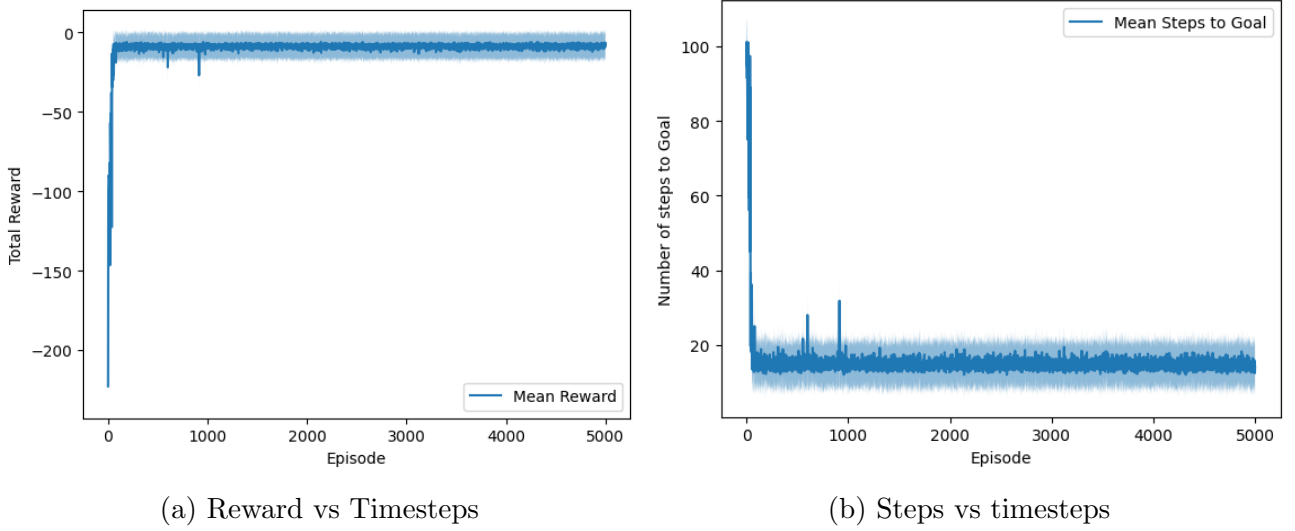 0
−50
−100
−150
−200
Total Reward
Mean Reward
0
1000
2000
3000
4000
5000
Episode
(a) Reward vs Timesteps
100
80
60
40
20
Number of steps to Goal
Mean Steps to Goal
0
1000
2000
3000
4000
5000
Episode
(b) Steps vs timesteps